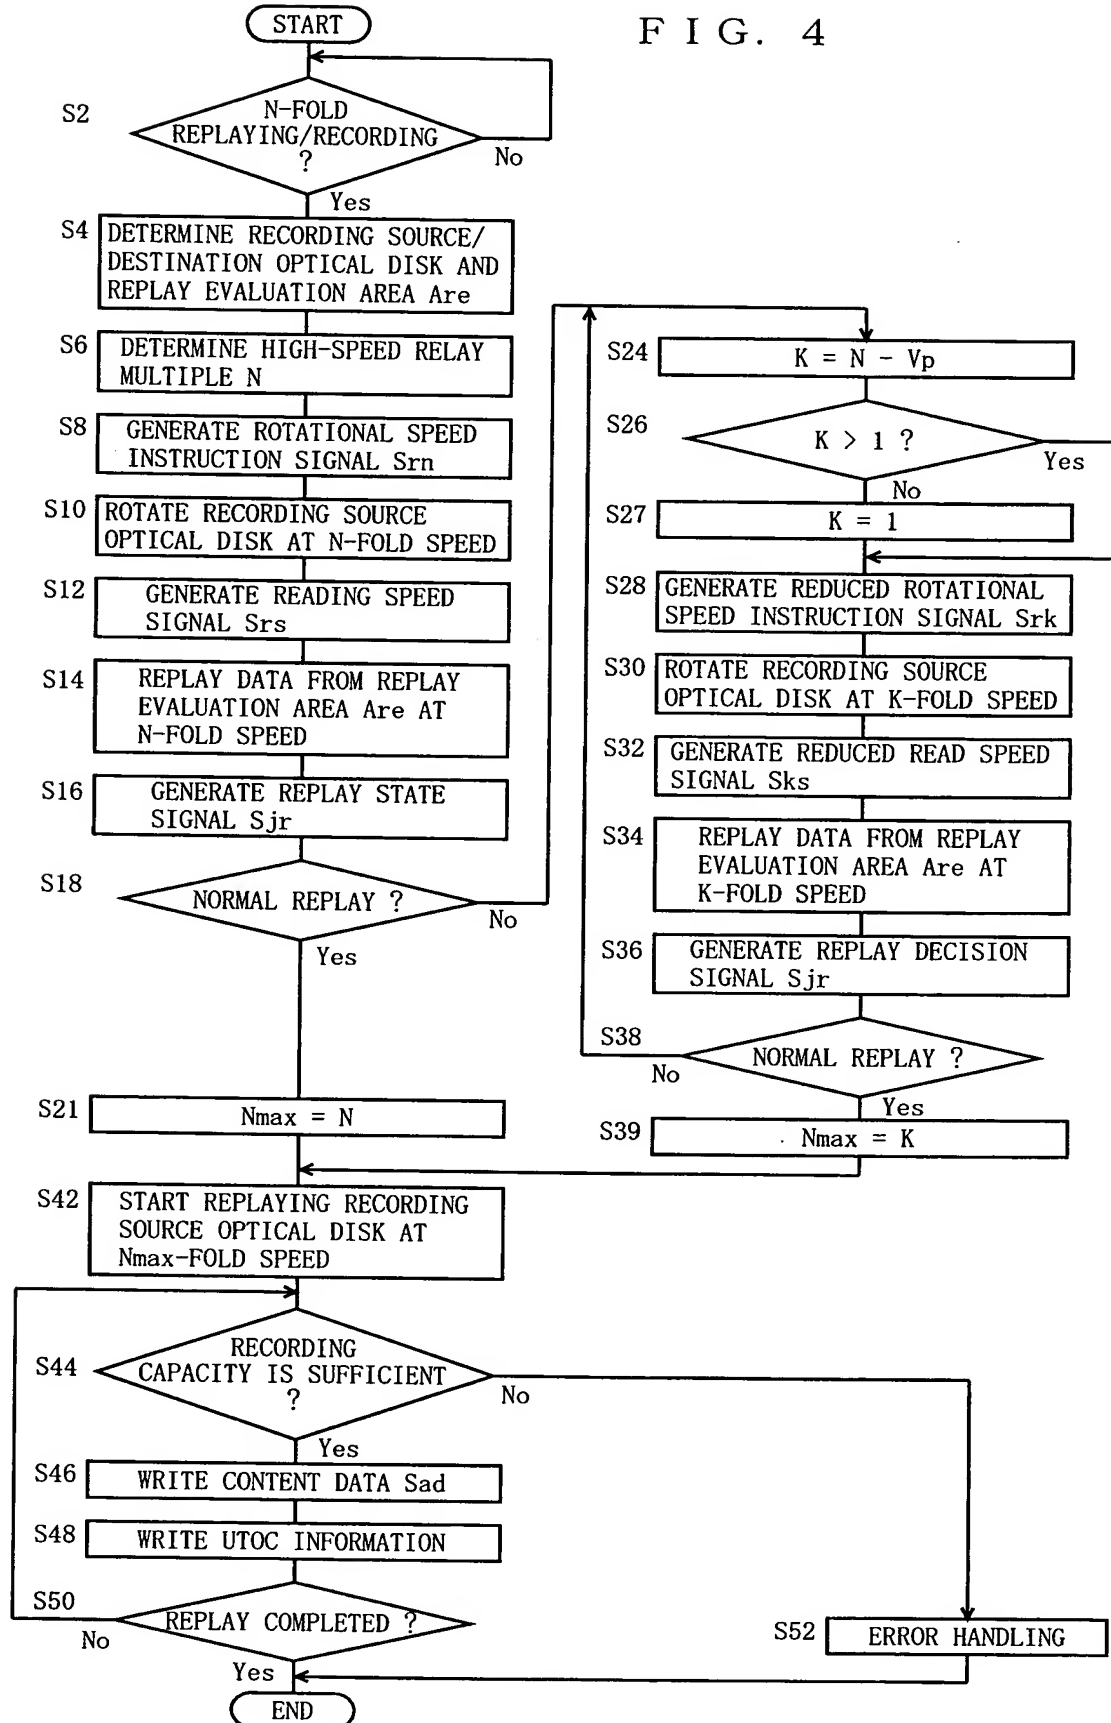 FIG. 4
START
S2
N-FOLD
REPLAYING/RECORDING
?
No
Yes
S4
DETERMINE RECORDING SOURCE/
DESTINATION OPTICAL DISK AND
REPLAY EVALUATION AREA Are
S6
DETERMINE HIGH-SPEED RELAY
MULTIPLE N
S8
GENERATE ROTATIONAL SPEED
INSTRUCTION SIGNAL Srn
S10
ROTATE RECORDING SOURCE
OPTICAL DISK AT N-FOLD SPEED
S12
GENERATE READING SPEED
SIGNAL Srs
S14
REPLAY DATA FROM REPLAY
EVALUATION AREA Are AT
N-FOLD SPEED
S16
GENERATE REPLAY STATE
SIGNAL Sjr
S18
NORMAL REPLAY ?
No
Yes
S21
Nmax = N
S24
K = N - Vp
S26
K > 1 ?
Yes
No
S27
K = 1
S28
GENERATE REDUCED ROTATIONAL
SPEED INSTRUCTION SIGNAL Srk
S30
ROTATE RECORDING SOURCE
OPTICAL DISK AT K-FOLD SPEED
S32
GENERATE REDUCED READ SPEED
SIGNAL Sks
S34
REPLAY DATA FROM REPLAY
EVALUATION AREA Are AT
K-FOLD SPEED
S36
GENERATE REPLAY DECISION
SIGNAL Sjr
S38
NORMAL REPLAY ?
No
Yes
S39
Nmax = K
S42
START REPLAYING RECORDING
SOURCE OPTICAL DISK AT
Nmax-FOLD SPEED
S44
RECORDING
CAPACITY IS SUFFICIENT
?
No
Yes
S46
WRITE CONTENT DATA Sad
S48
WRITE UTOC INFORMATION
S50
REPLAY COMPLETED ?
No
Yes
S52
ERROR HANDLING
END